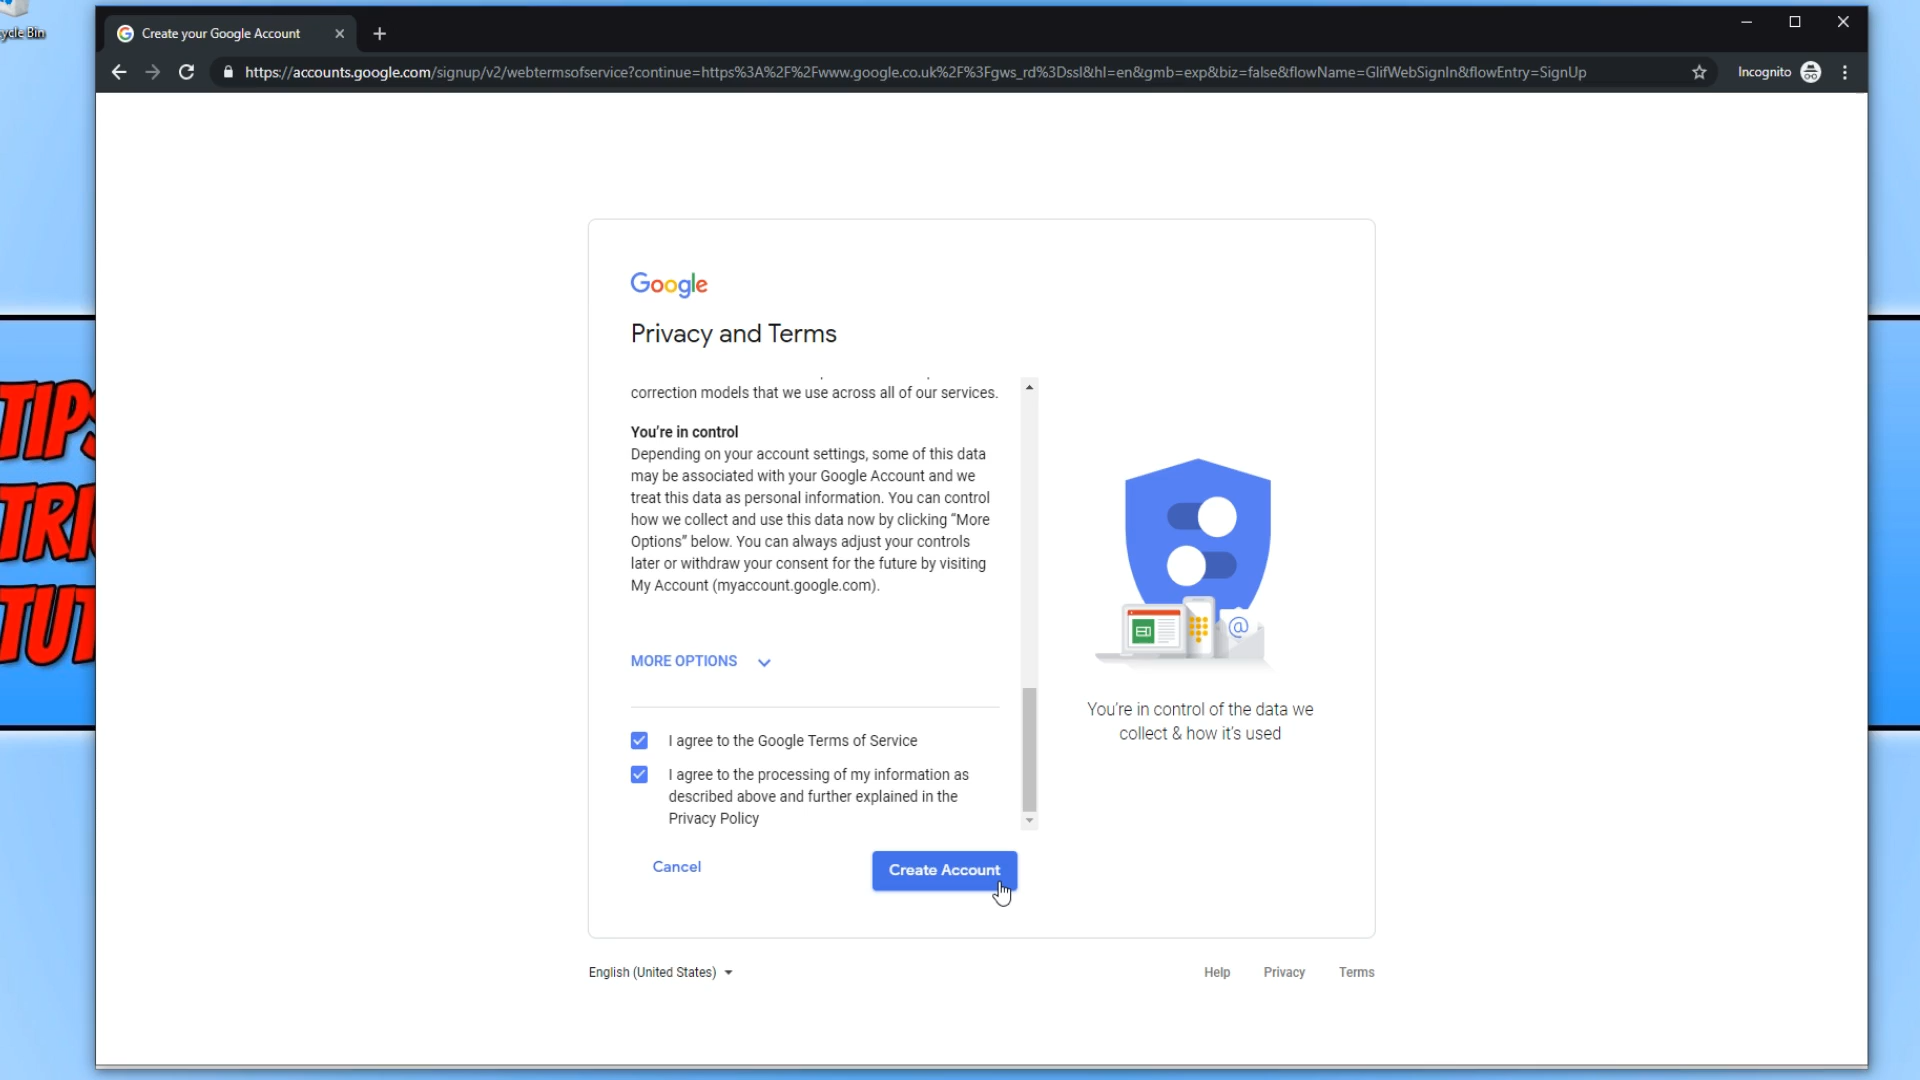 ycle Bin
Create your Google Account
https://accounts.google.com/signup/v2/webtermsofservice?continue=https%3A%2F%2Fwww.google.co.uk%2F%3Fgws_rd%3Dssl&hl=en&gmb=exp&biz=false&flowName=GlifWebSignIn&flowEntry=SignUp
Incognito
Google
Privacy and Terms
correction models that we use across all of our services.
You're in control
Depending on your account settings, some of this data
may be associated with your Google Account and we
treat this data as personal information. You can control
how we collect and use this data now by clicking “More
Options” below. You can always adjust your controls
later or withdraw your consent for the future by visiting
My Account (myaccount.google.com).
MORE OPTIONS
I agree to the Google Terms of Service
I agree to the processing of my information as
described above and further explained in the
Privacy Policy
Cancel
Create Account
You're in control of the data we
collect & how it's used
English (United States)
Help
Privacy
Terms
TIPS
TRI
TUT